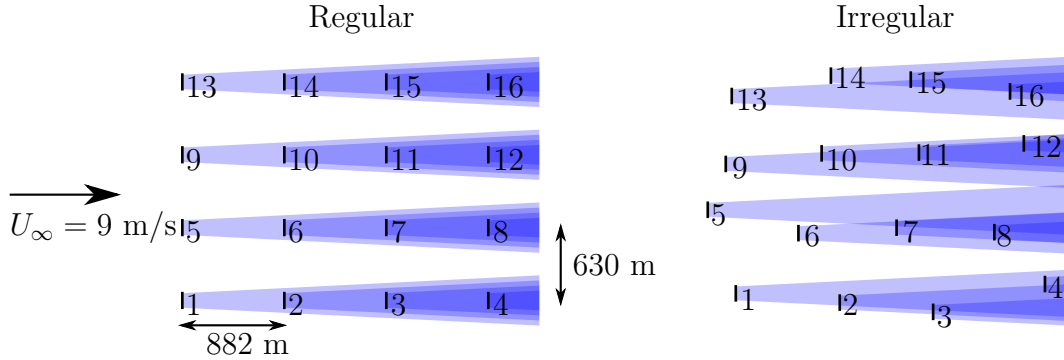 Regular
Irregular
13 14 15 16
9 10 11 12
U∞ = 9 m/s
5 6 7 8
630 m
1 2 3 4
882 m
14 15
13 16
12
9 10 11
5
6 7 8
4
1 2 3